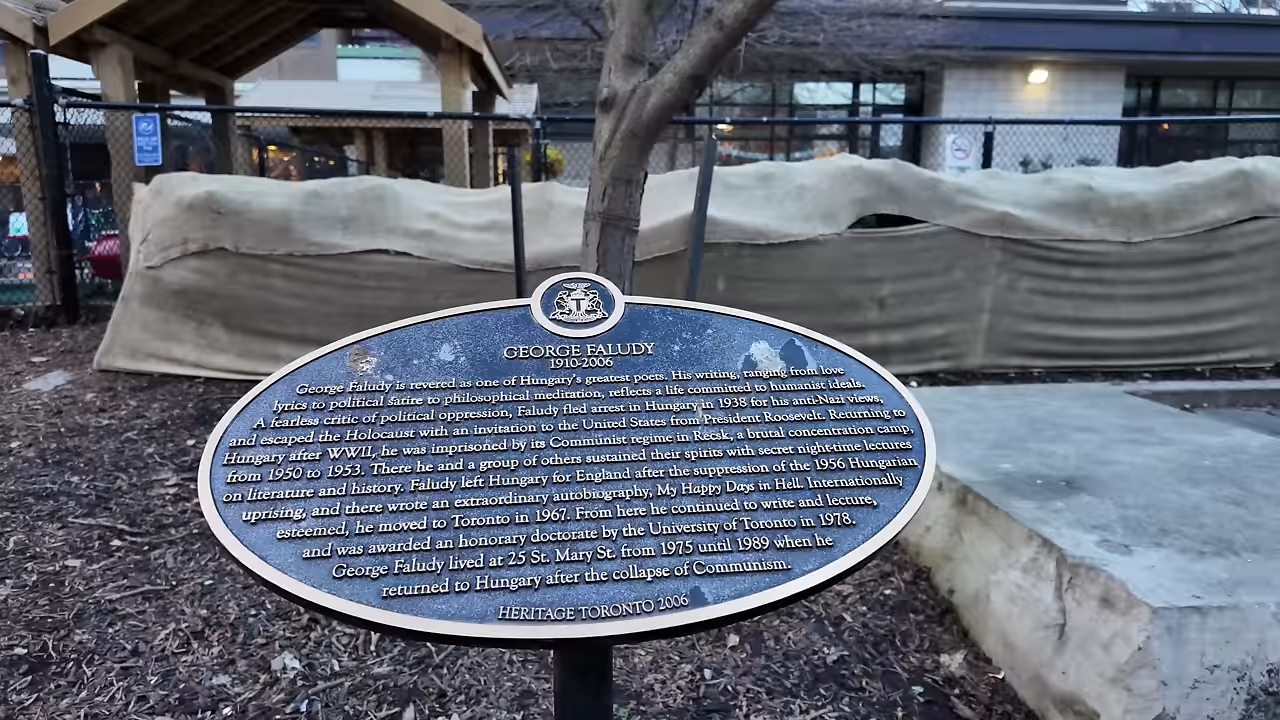 GEORGE FALUDY
1910-2006
George Faludy is revered as one of Hungary's greatest poets. His writing, ranging from love
lyrics to political satire to philosophical meditation, reflects a life committed to humanist ideals.
A fearless critic of political oppression, Faludy fled arrest in Hungary in 1938 for his anti-Nazi views,
and escaped the Holocaust with an invitation to the United States from President Roosevelt. Returning to
Hungary after WWII, he was imprisoned by its Communist regime in Recsk, a brutal concentration camp,
from 1950 to 1953. There he and a group of others sustained their spirits with secret night-time lectures
on literature and history. Faludy left Hungary for England after the suppression of the 1956 Hungarian
uprising, and there wrote an extraordinary autobiography, My Happy Days in Hell. Internationally
esteemed, he moved to Toronto in 1967. From here he continued to write and lecture,
and was awarded an honorary doctorate by the University of Toronto in 1978.
George Faludy lived at 25 St. Mary St. from 1975 until 1989 when he
returned to Hungary after the collapse of Communism.
HERITAGE TORONTO 2006